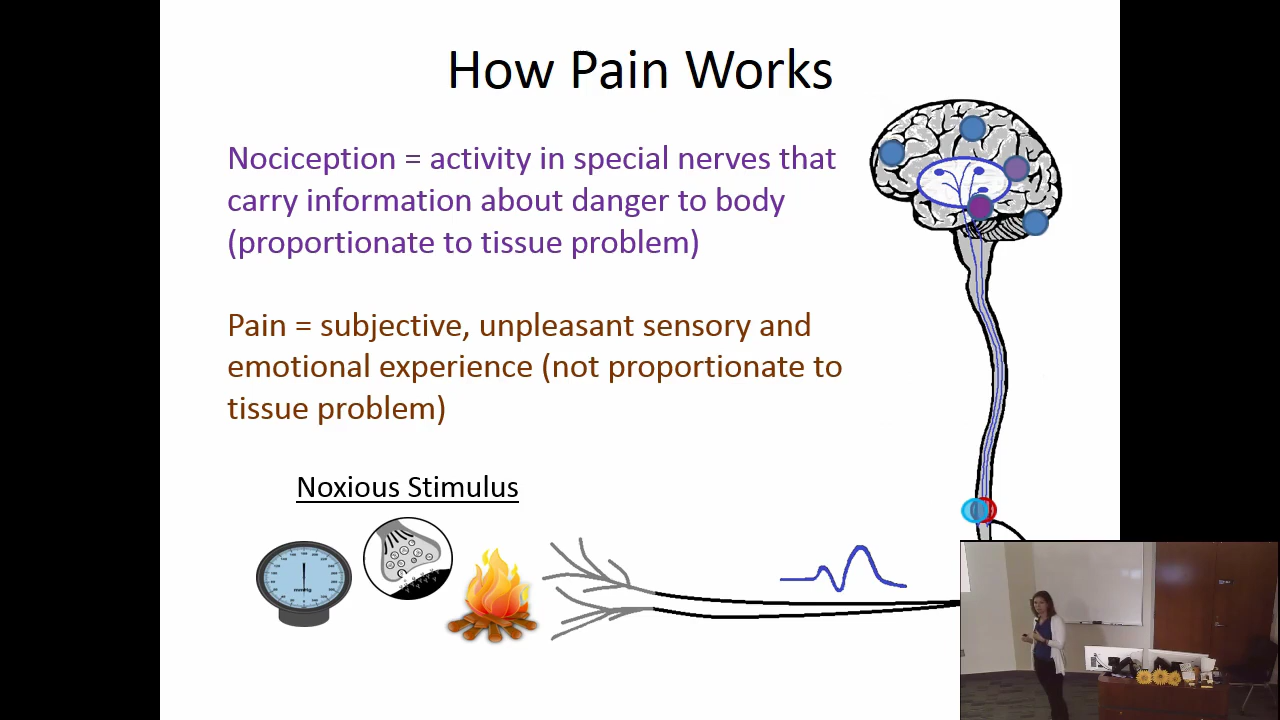 How Pain Works
Nociception = activity in special nerves that
carry information about danger to body
(proportionate to tissue problem)
Pain = subjective, unpleasant sensory and
emotional experience (not proportionate to
tissue problem)
Noxious Stimulus
mmHg